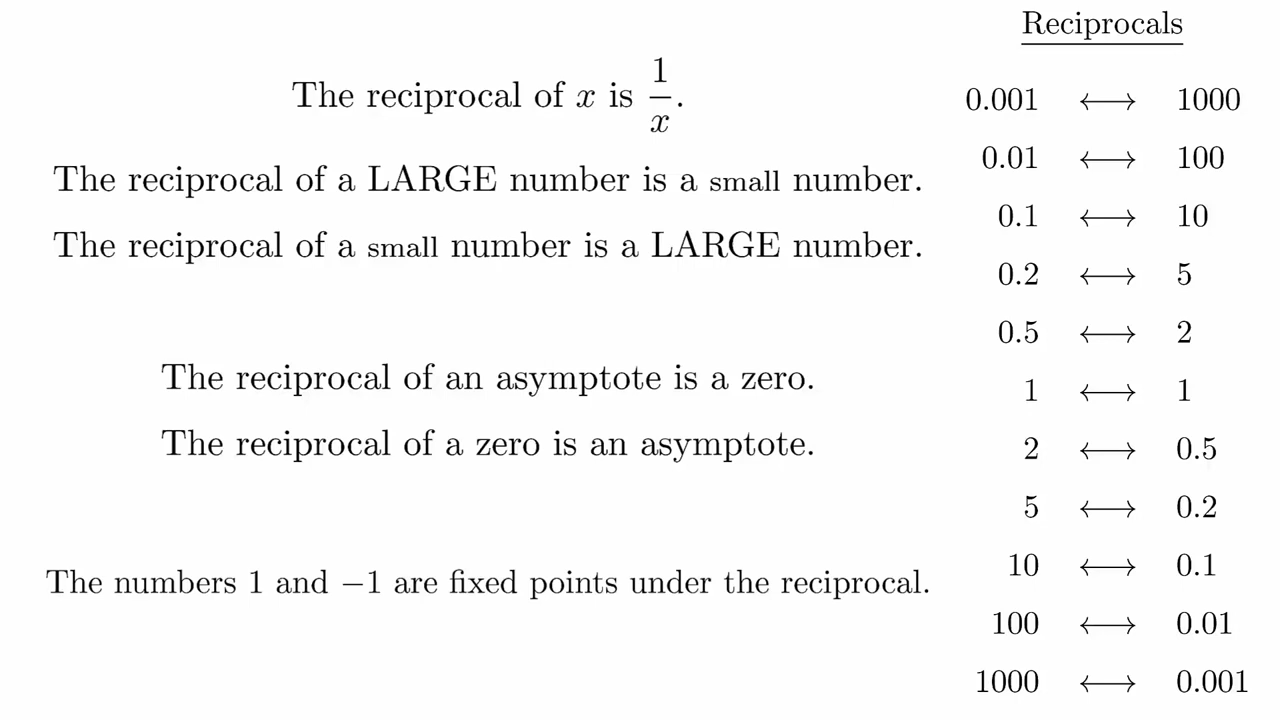 The reciprocal of x is 1/x.
The reciprocal of a LARGE number is a small number.
The reciprocal of a small number is a LARGE number.
The reciprocal of an asymptote is a zero.
The reciprocal of a zero is an asymptote.
The numbers 1 and −1 are fixed points under the reciprocal.
Reciprocals
0.001 ⟷ 1000
0.01 ⟷ 100
0.1 ⟷ 10
0.2 ⟷ 5
0.5 ⟷ 2
1 ⟷ 1
2 ⟷ 0.5
5 ⟷ 0.2
10 ⟷ 0.1
100 ⟷ 0.01
1000 ⟷ 0.001